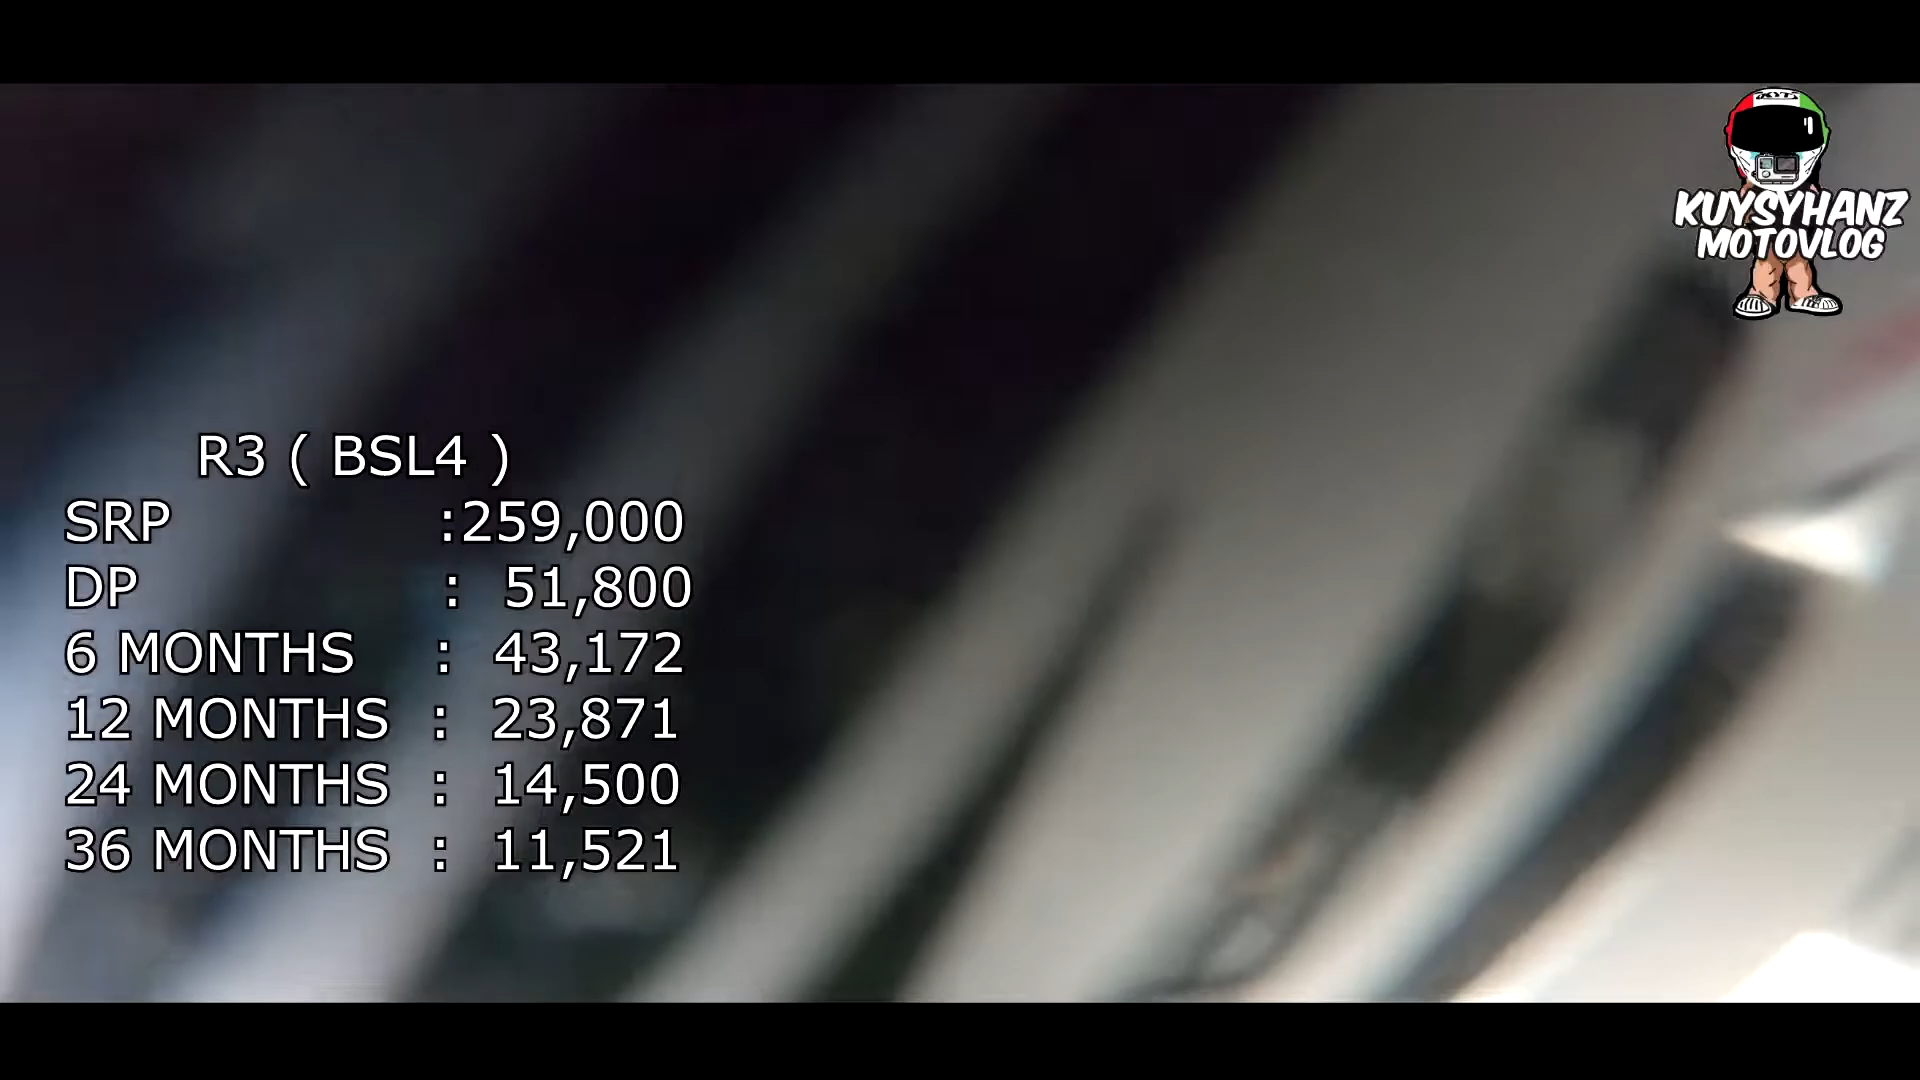 KUYSYHANZ
MOTOVLOG
R3 ( BSL4 )
SRP :259,000
DP : 51,800
6 MONTHS : 43,172
12 MONTHS : 23,871
24 MONTHS : 14,500
36 MONTHS : 11,521